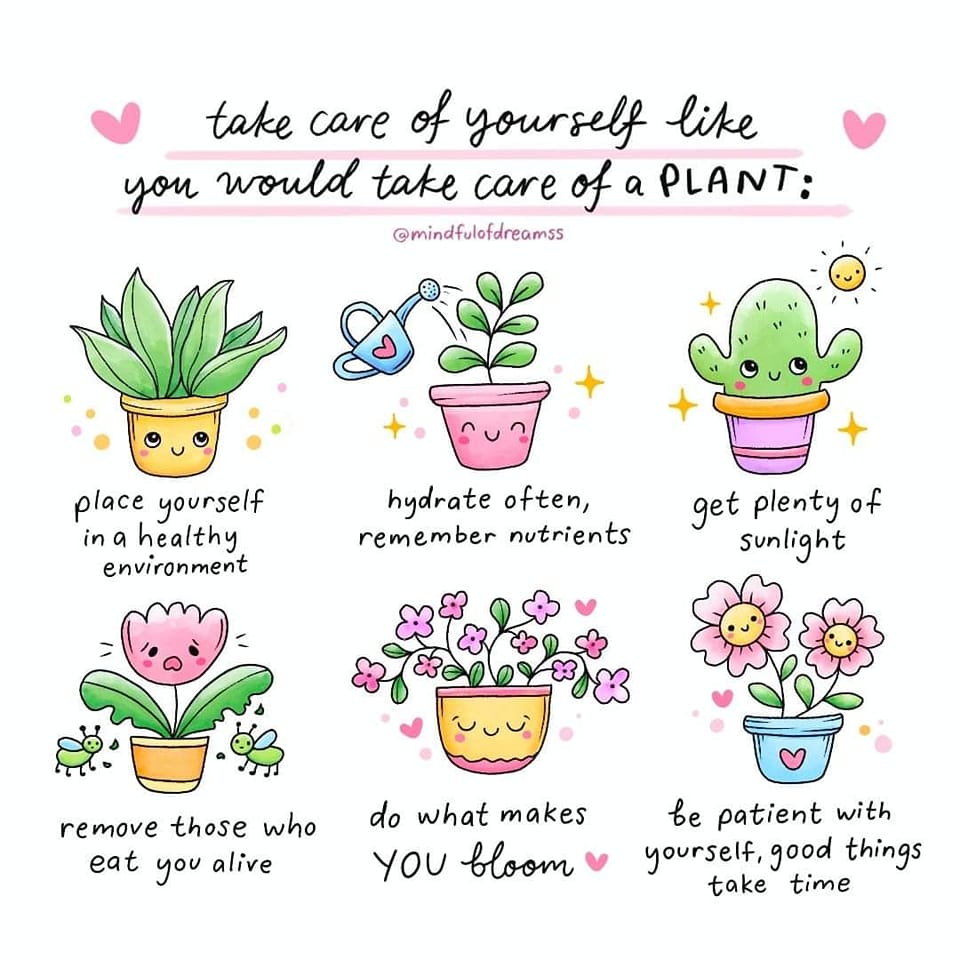 take care of yourself like
you would take care of a PLANT:
@mindfulofdreamss
place yourself
in a healthy
environment
hydrate often,
remember nutrients
get plenty of
sunlight
remove those who
eat you alive
do what makes
YOU bloom
be patient with
yourself, good things
take time